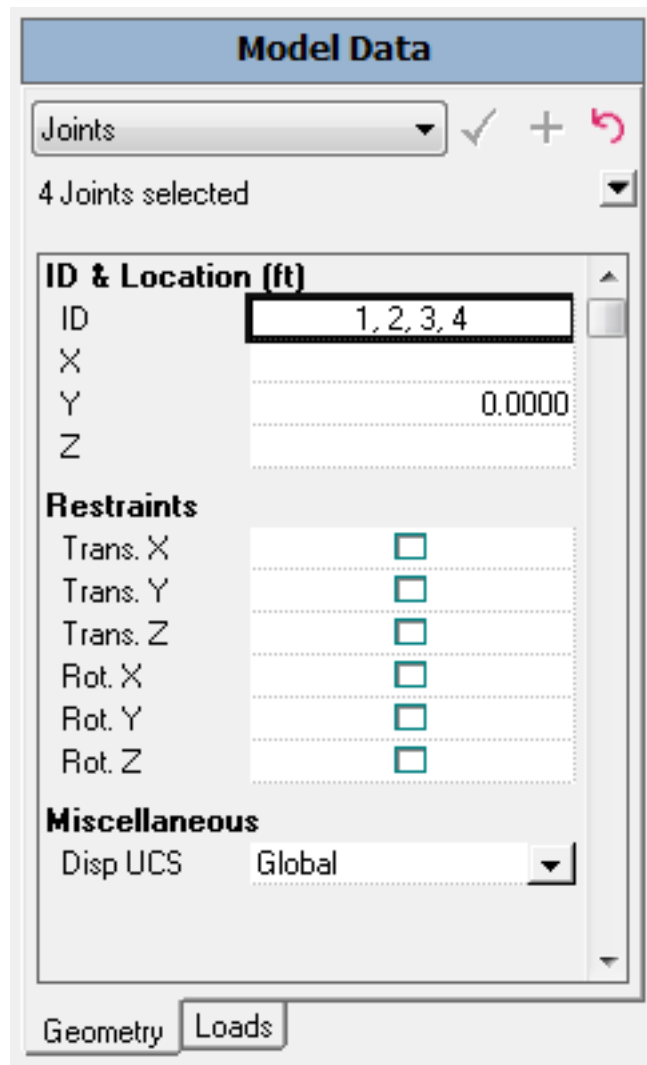 Model Data
Joints
4 Joints selected
ID & Location (ft)
ID 1, 2, 3, 4
X
Y 0.0000
Z
Restraints
Trans. X
Trans. Y
Trans. Z
Rot. X
Rot. Y
Rot. Z
Miscellaneous
Disp UCS Global
Geometry Loads